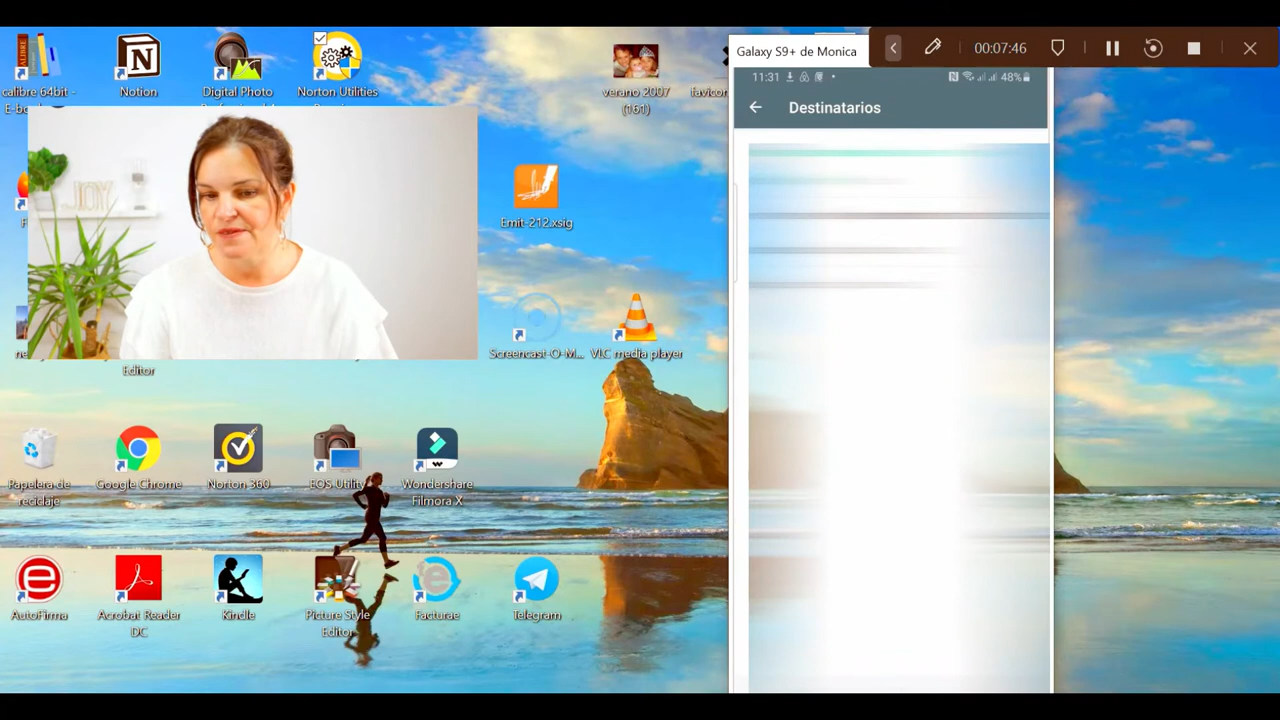 Galaxy S9+ de Monica
00:07:46
11:31
48%
Destinatarios
calibre 64bit -
Notion
Digital Photo
Norton Utilities
verano 2007
(161)
JOY
Emit-212.xsig
Screencast-O-M...
VLC media player
Editor
Papelera de
reciclaje
Google Chrome
Norton 360
EOS Utility
Wondershare
Filmora X
AutoFirma
Acrobat Reader
DC
Kindle
Picture Style
Editor
Facturae
Telegram